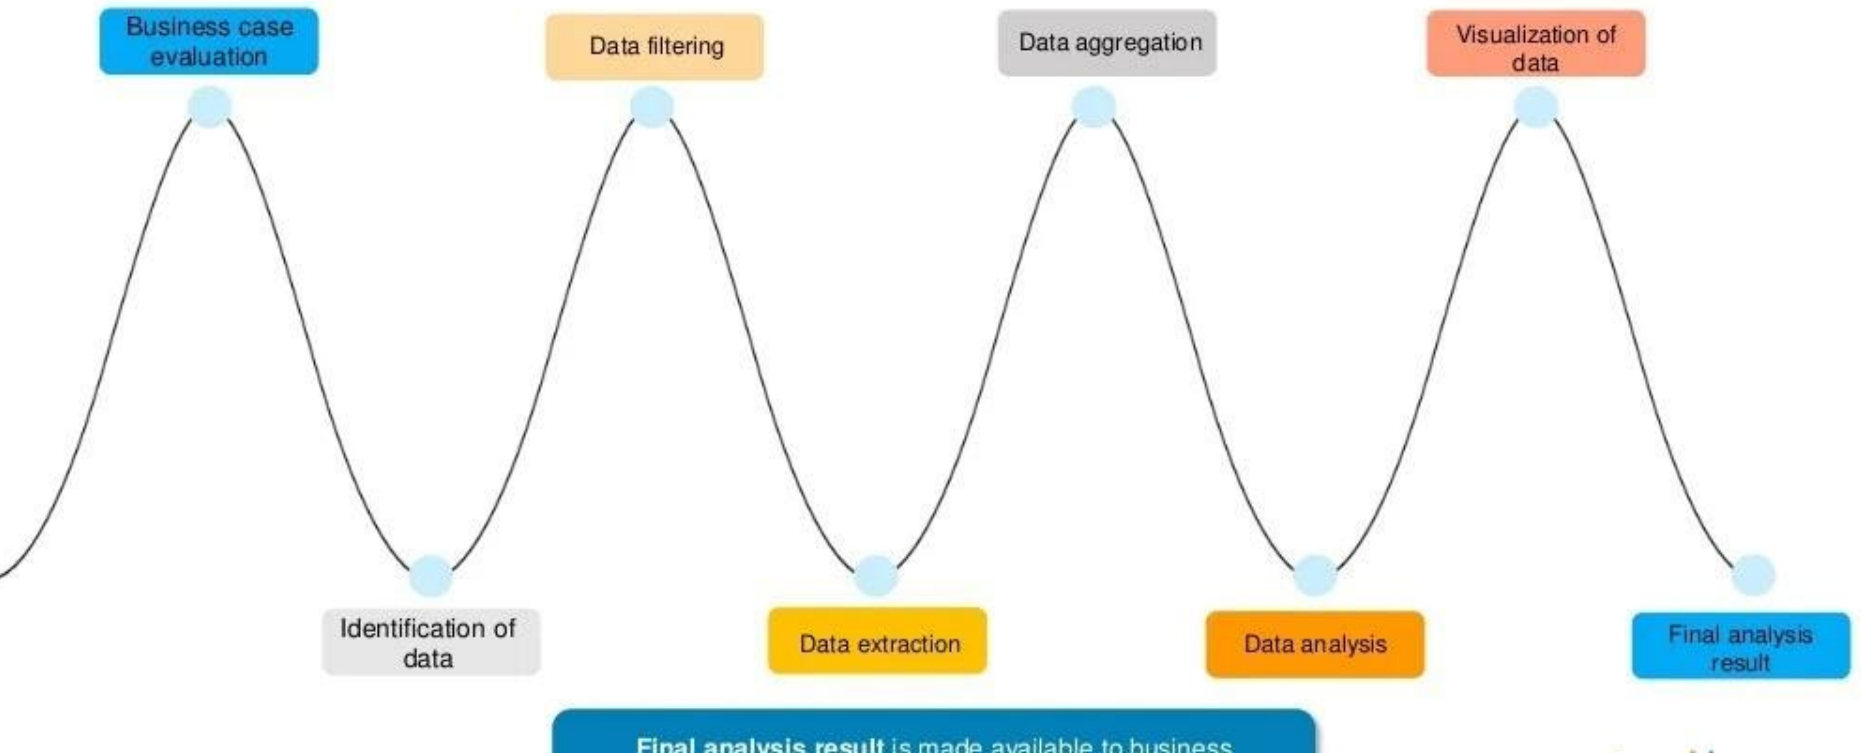 Business case
evaluation
Data filtering
Data aggregation
Visualization of
data
Identification of
data
Data extraction
Data analysis
Final analysis
result
Final analysis result is made available to business